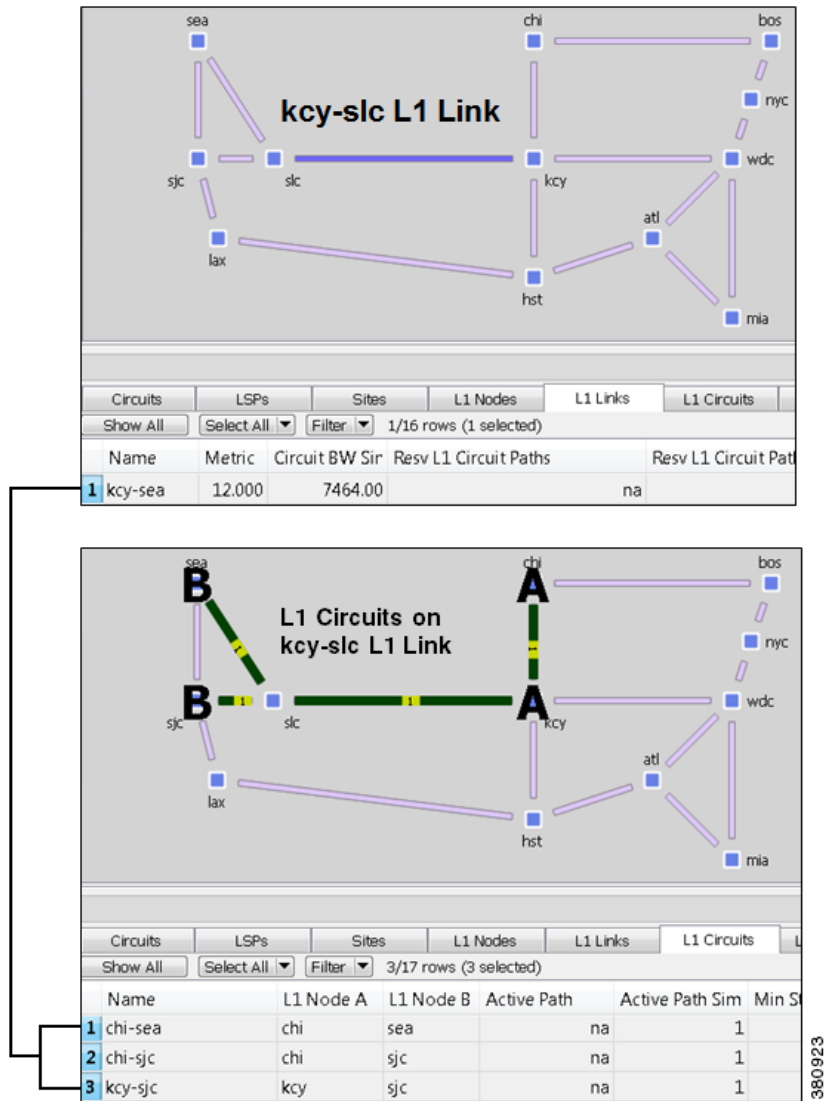 sea
chi
bos
kcy-slc L1 Link
nyc
sjc
slc
kcy
wdc
atl
lax
hst
mia
Circuits LSPs Sites L1 Nodes L1 Links L1 Circuits
Show All Select All Filter 1/16 rows (1 selected)
Name Metric Circuit BW Sir Resv L1 Circuit Paths Resv L1 Circuit Patl
1 kcy-sea 12.000 7464.00 na
sea
chi
bos
B
A
L1 Circuits on
kcy-slc L1 Link
1
1
nyc
B
1
1
A
sjc
slc
kcy
wdc
atl
lax
hst
mia
Circuits LSPs Sites L1 Nodes L1 Links L1 Circuits L
Show All Select All Filter 3/17 rows (3 selected)
Name L1 Node A L1 Node B Active Path Active Path Sim Min St
1 chi-sea chi sea na 1
2 chi-sjc chi sjc na 1
3 kcy-sjc kcy sjc na 1
380923